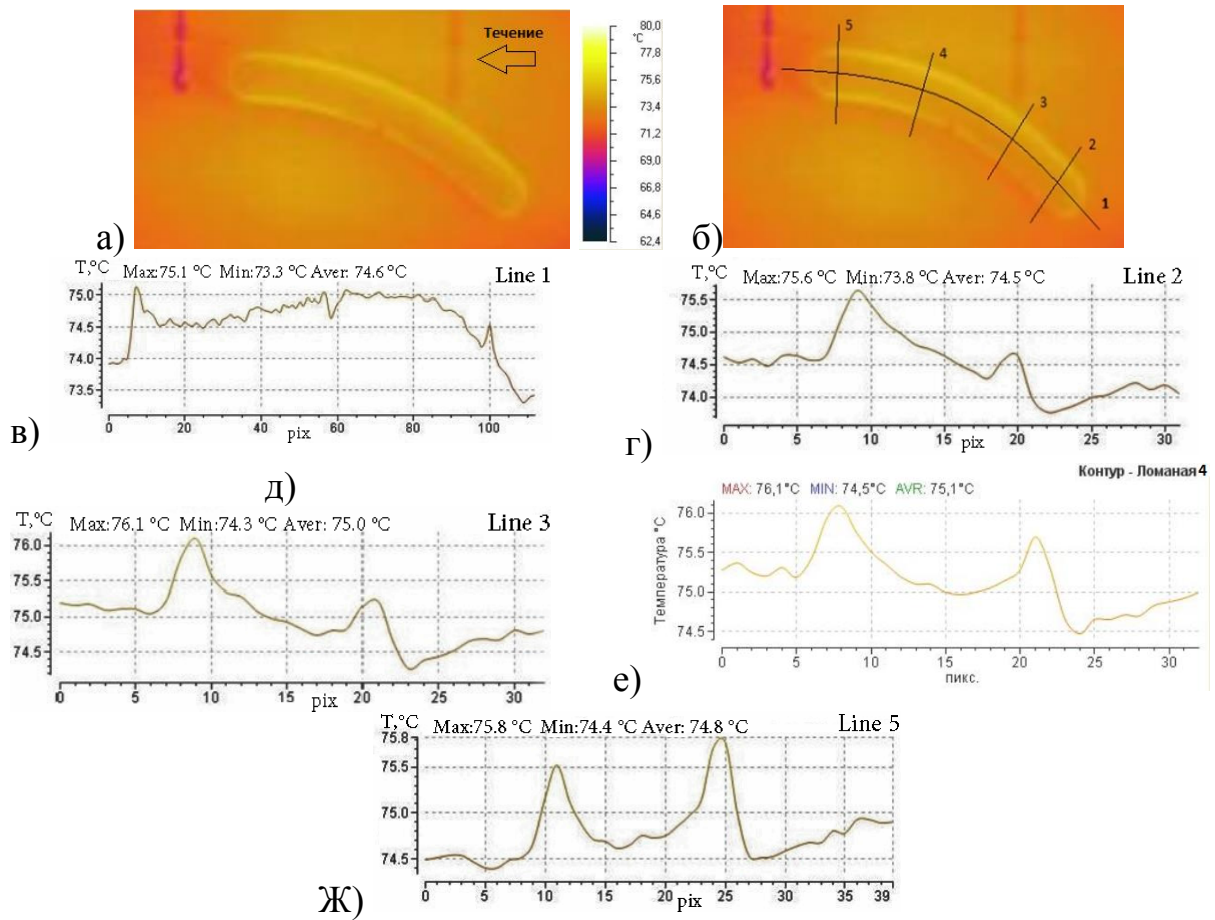 Течение
80,0
°C
77,8
75,6
73,4
71,2
69,0
66,8
64,6
62,4
а)
5
4
3
2
1
б)
T,°C Max:75.1 °C Min:73.3 °C Aver: 74.6 °C Line 1
75.0
74.5
74.0
73.5
0 20 40 60 80 100
pix
в)
T,°C Max:75.6 °C Min:73.8 °C Aver: 74.5 °C Line 2
75.5
75.0
74.5
74.0
0 5 10 15 20 25 30
pix
г)
д)
T,°C Max:76.1 °C Min:74.3 °C Aver: 75.0 °C Line 3
76.0
75.5
75.0
74.5
0 5 10 15 20 25 30
pix
Контур - Ломаная 4
MAX: 76,1°C MIN: 74,5°C AVR: 75,1°C
Температура °C
76.0
75.5
75.0
74.5
0 5 10 15 20 25 30
пикс.
е)
T,°C Max:75.8 °C Min:74.4 °C Aver: 74.8 °C Line 5
75.8
75.5
75.0
74.5
0 5 10 15 20 25 30 35 39
pix
Ж)